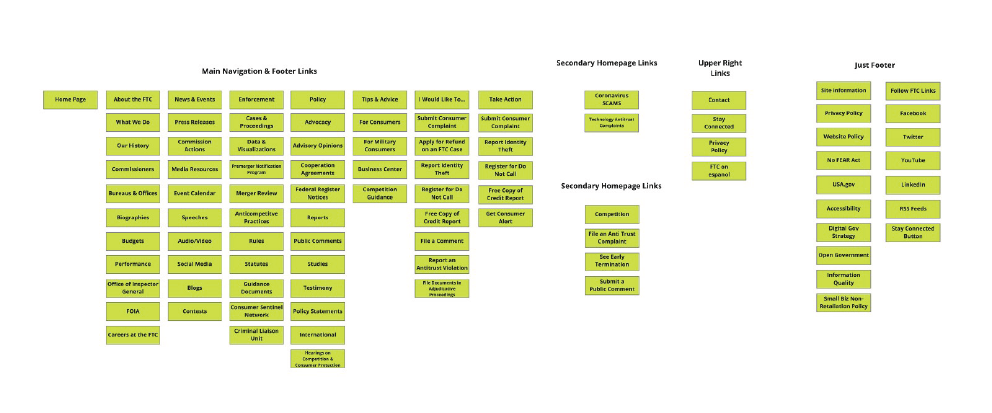 Main Navigation & Footer Links
Home Page
About the FTC
What We Do
Our History
Commissioners
Bureaus & Offices
Biographies
Budgets
Performance
Office of Inspector
General
FOIA
Careers at the FTC
News & Events
Press Releases
Commission
Actions
Media Resources
Event Calendar
Speeches
Audio/Video
Social Media
Blogs
Contests
Enforcement
Cases &
Proceedings
Data &
Visualizations
Premerger Notification
Program
Merger Review
Anticompetitive
Practices
Rules
Statutes
Guidance
Documents
Consumer Sentinel
Network
Criminal Liaison
Unit
Policy
Advocacy
Advisory Opinions
Cooperation
Agreements
Federal Register
Notices
Reports
Public Comments
Studies
Testimony
Policy Statements
International
Hearings on
Competition &
Consumer Protection
Tips & Advice
For Consumers
For Military
Consumers
Business Center
Competition
Guidance
I Would Like To...
Submit Consumer
Complaint
Apply for Refund
on an FTC Case
Report Identity
Theft
Register for Do
Not Call
Free Copy of
Credit Report
File a Comment
Report an
Antitrust Violation
File Documents in
Adjudicative
Proceedings
Take Action
Submit Consumer
Complaint
Report Identity
Theft
Register for Do
Not Call
Free Copy of
Credit Report
Get Consumer
Alert
Secondary Homepage Links
Coronavirus
SCAMS
Technology Antitrust
Complaints
Secondary Homepage Links
Competition
File an Anti Trust
Complaint
See Early
Termination
Submit a
Public Comment
Upper Right
Links
Contact
Stay
Connected
Privacy
Policy
FTC on
espanol
Just Footer
Site Information
Privacy Policy
Website Policy
No FEAR Act
USA.gov
Accessibility
Digital Gov
Strategy
Open Government
Information
Quality
Small Biz Non-
Retaliation Policy
Follow FTC Links
Facebook
Twitter
YouTube
LinkedIn
RSS Feeds
Stay Connected
Button